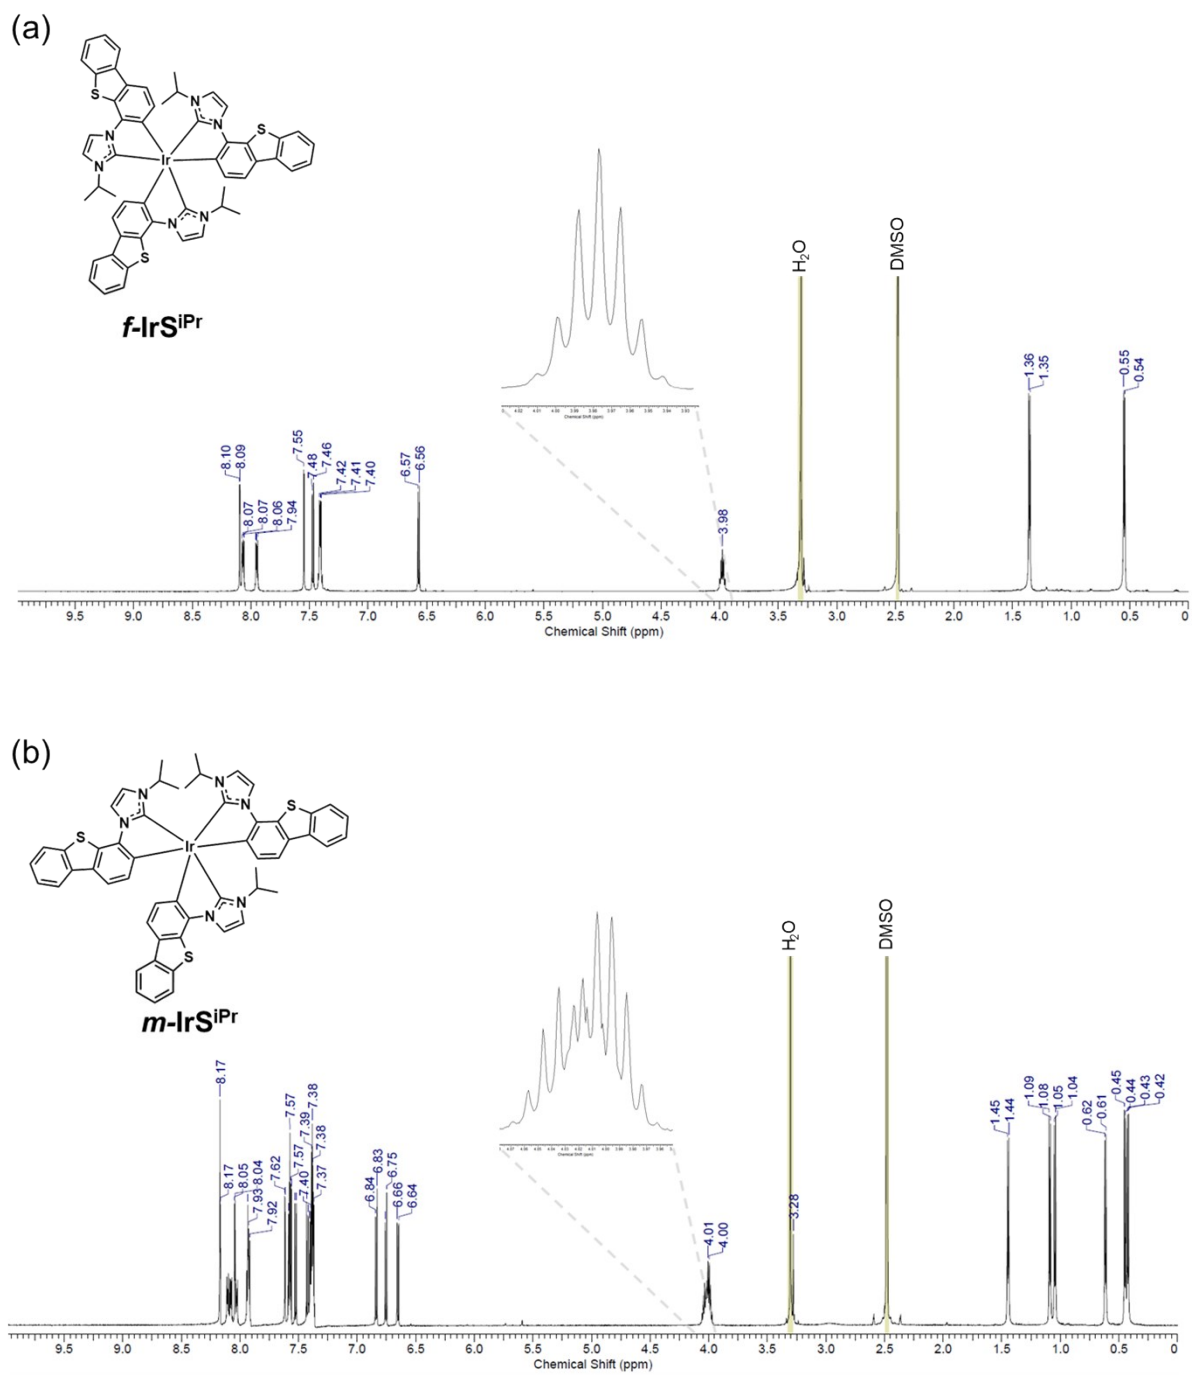 (a)
S
N
N
Ir
N
N
S
N
N
S
f-IrSiPr
H2O
DMSO
8.10
8.09
8.07
8.07
8.06
7.94
7.55
7.48
7.46
7.42
7.41
7.40
6.57
6.56
3.98
1.36
1.35
0.55
0.54
Chemical Shift (ppm)
9.5 9.0 8.5 8.0 7.5 7.0 6.5 6.0 5.5 5.0 4.5 4.0 3.5 3.0 2.5 2.0 1.5 1.0 0.5 0
Chemical Shift (ppm)
(b)
S
N
N
Ir
N
N
S
N
N
S
m-IrSiPr
H2O
DMSO
8.17
8.17
8.05
8.04
7.93
7.92
7.62
7.57
7.57
7.40
7.39
7.38
7.38
7.37
6.84
6.83
6.75
6.66
6.64
4.01
4.00
3.28
1.45
1.44
1.09
1.08
1.05
1.04
0.62
0.61
0.45
0.44
0.43
0.42
Chemical Shift (ppm)
9.5 9.0 8.5 8.0 7.5 7.0 6.5 6.0 5.5 5.0 4.5 4.0 3.5 3.0 2.5 2.0 1.5 1.0 0.5 0
Chemical Shift (ppm)